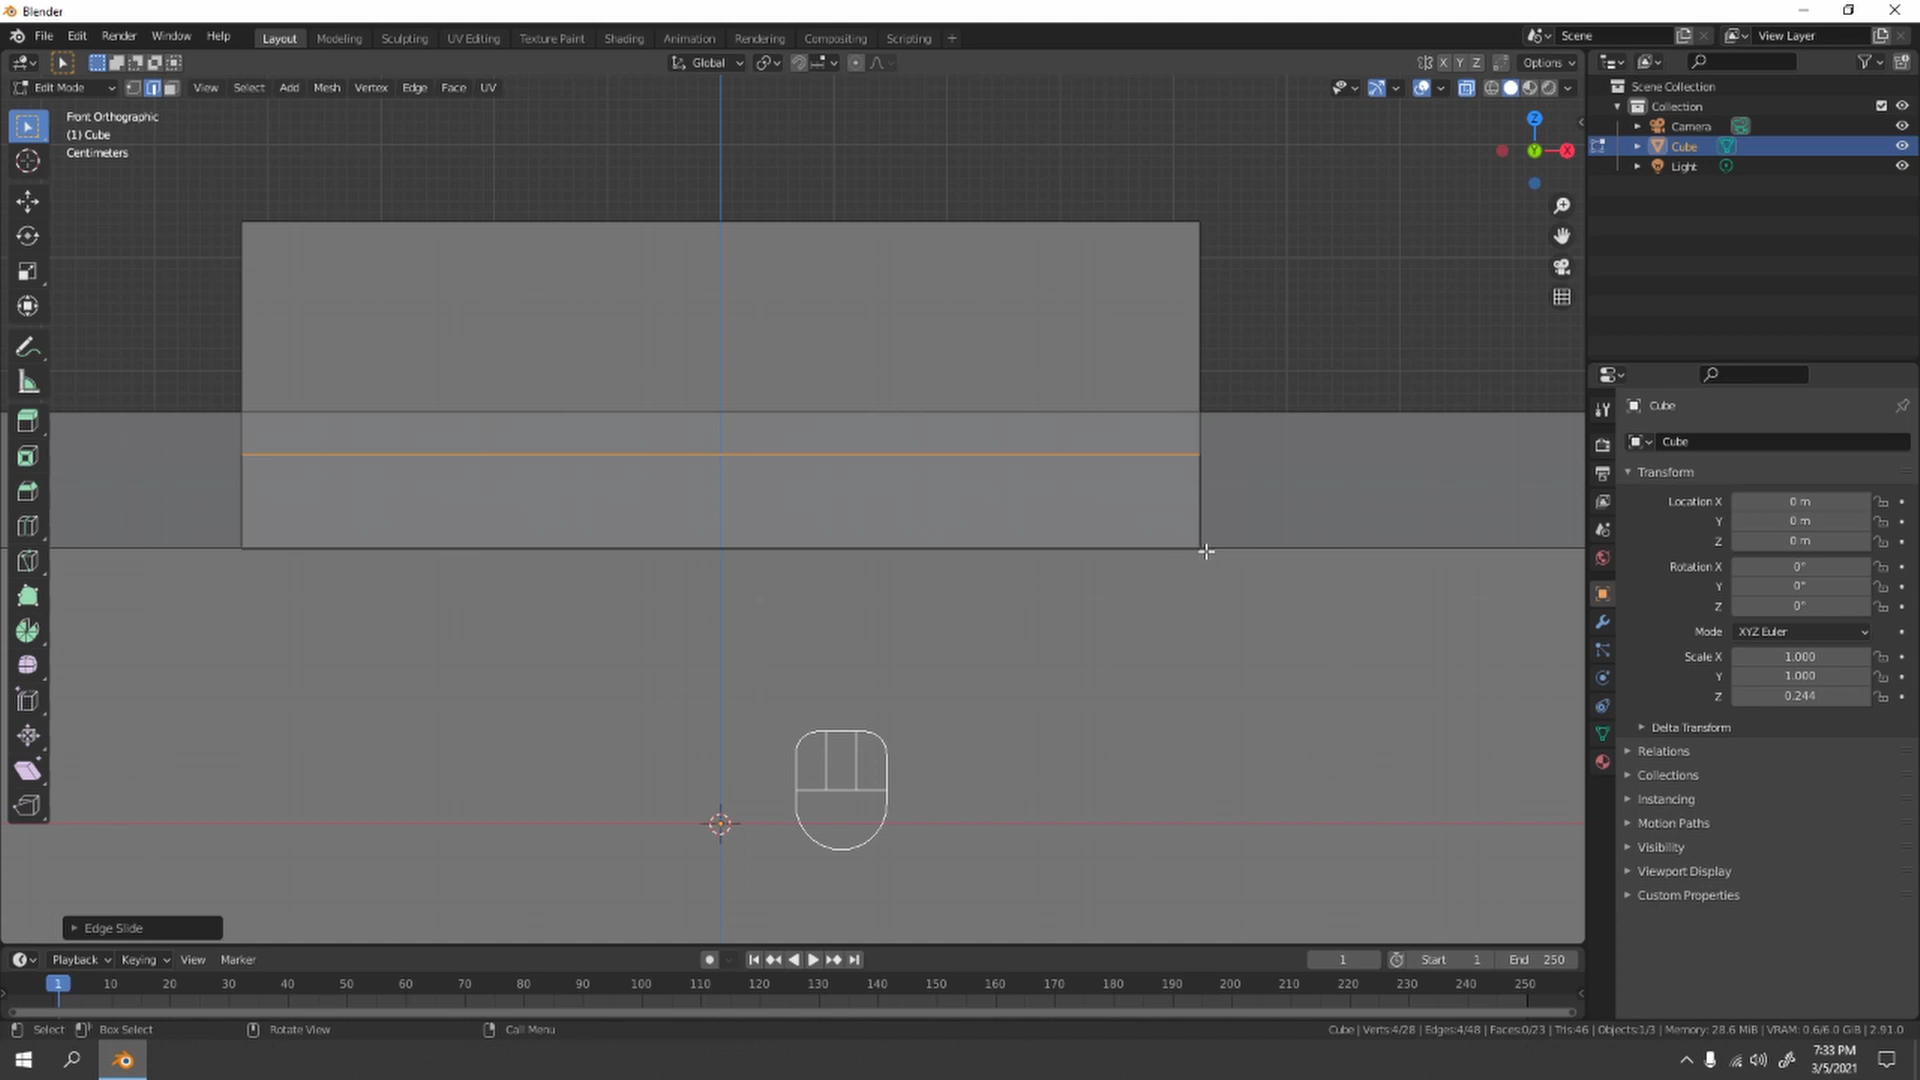 Blender
File Edit Render Window Help
Layout Modeling Sculpting UV Editing Texture Paint Shading Animation Rendering Compositing Scripting +
Scene
View Layer
Global
X Y Z
Options
Edit Mode
View Select Add Mesh Vertex Edge Face UV
Front Orthographic
(1) Cube
Centimeters
Z
Y
X
Scene Collection
Collection
Camera
Cube
Light
Cube
Cube
Transform
Location X 0 m
Y 0 m
Z 0 m
Rotation X 0°
Y 0°
Z 0°
Mode XYZ Euler
Scale X 1.000
Y 1.000
Z 0.244
Delta Transform
Relations
Collections
Instancing
Motion Paths
Visibility
Viewport Display
Custom Properties
Edge Slide
Playback Keying View Marker
1
Start 1
End 250
1 10 20 30 40 50 60 70 80 90 100 110 120 130 140 150 160 170 180 190 200 210 220 230 240 250
Select Box Select Rotate View Call Menu
Cube | Verts:4/28 | Edges:4/48 | Faces:0/23 | Tris:46 | Objects:1/3 | Memory: 28.6 MiB | VRAM: 0.6/6.0 GiB | 2.91.0
7:33 PM
3/5/2021